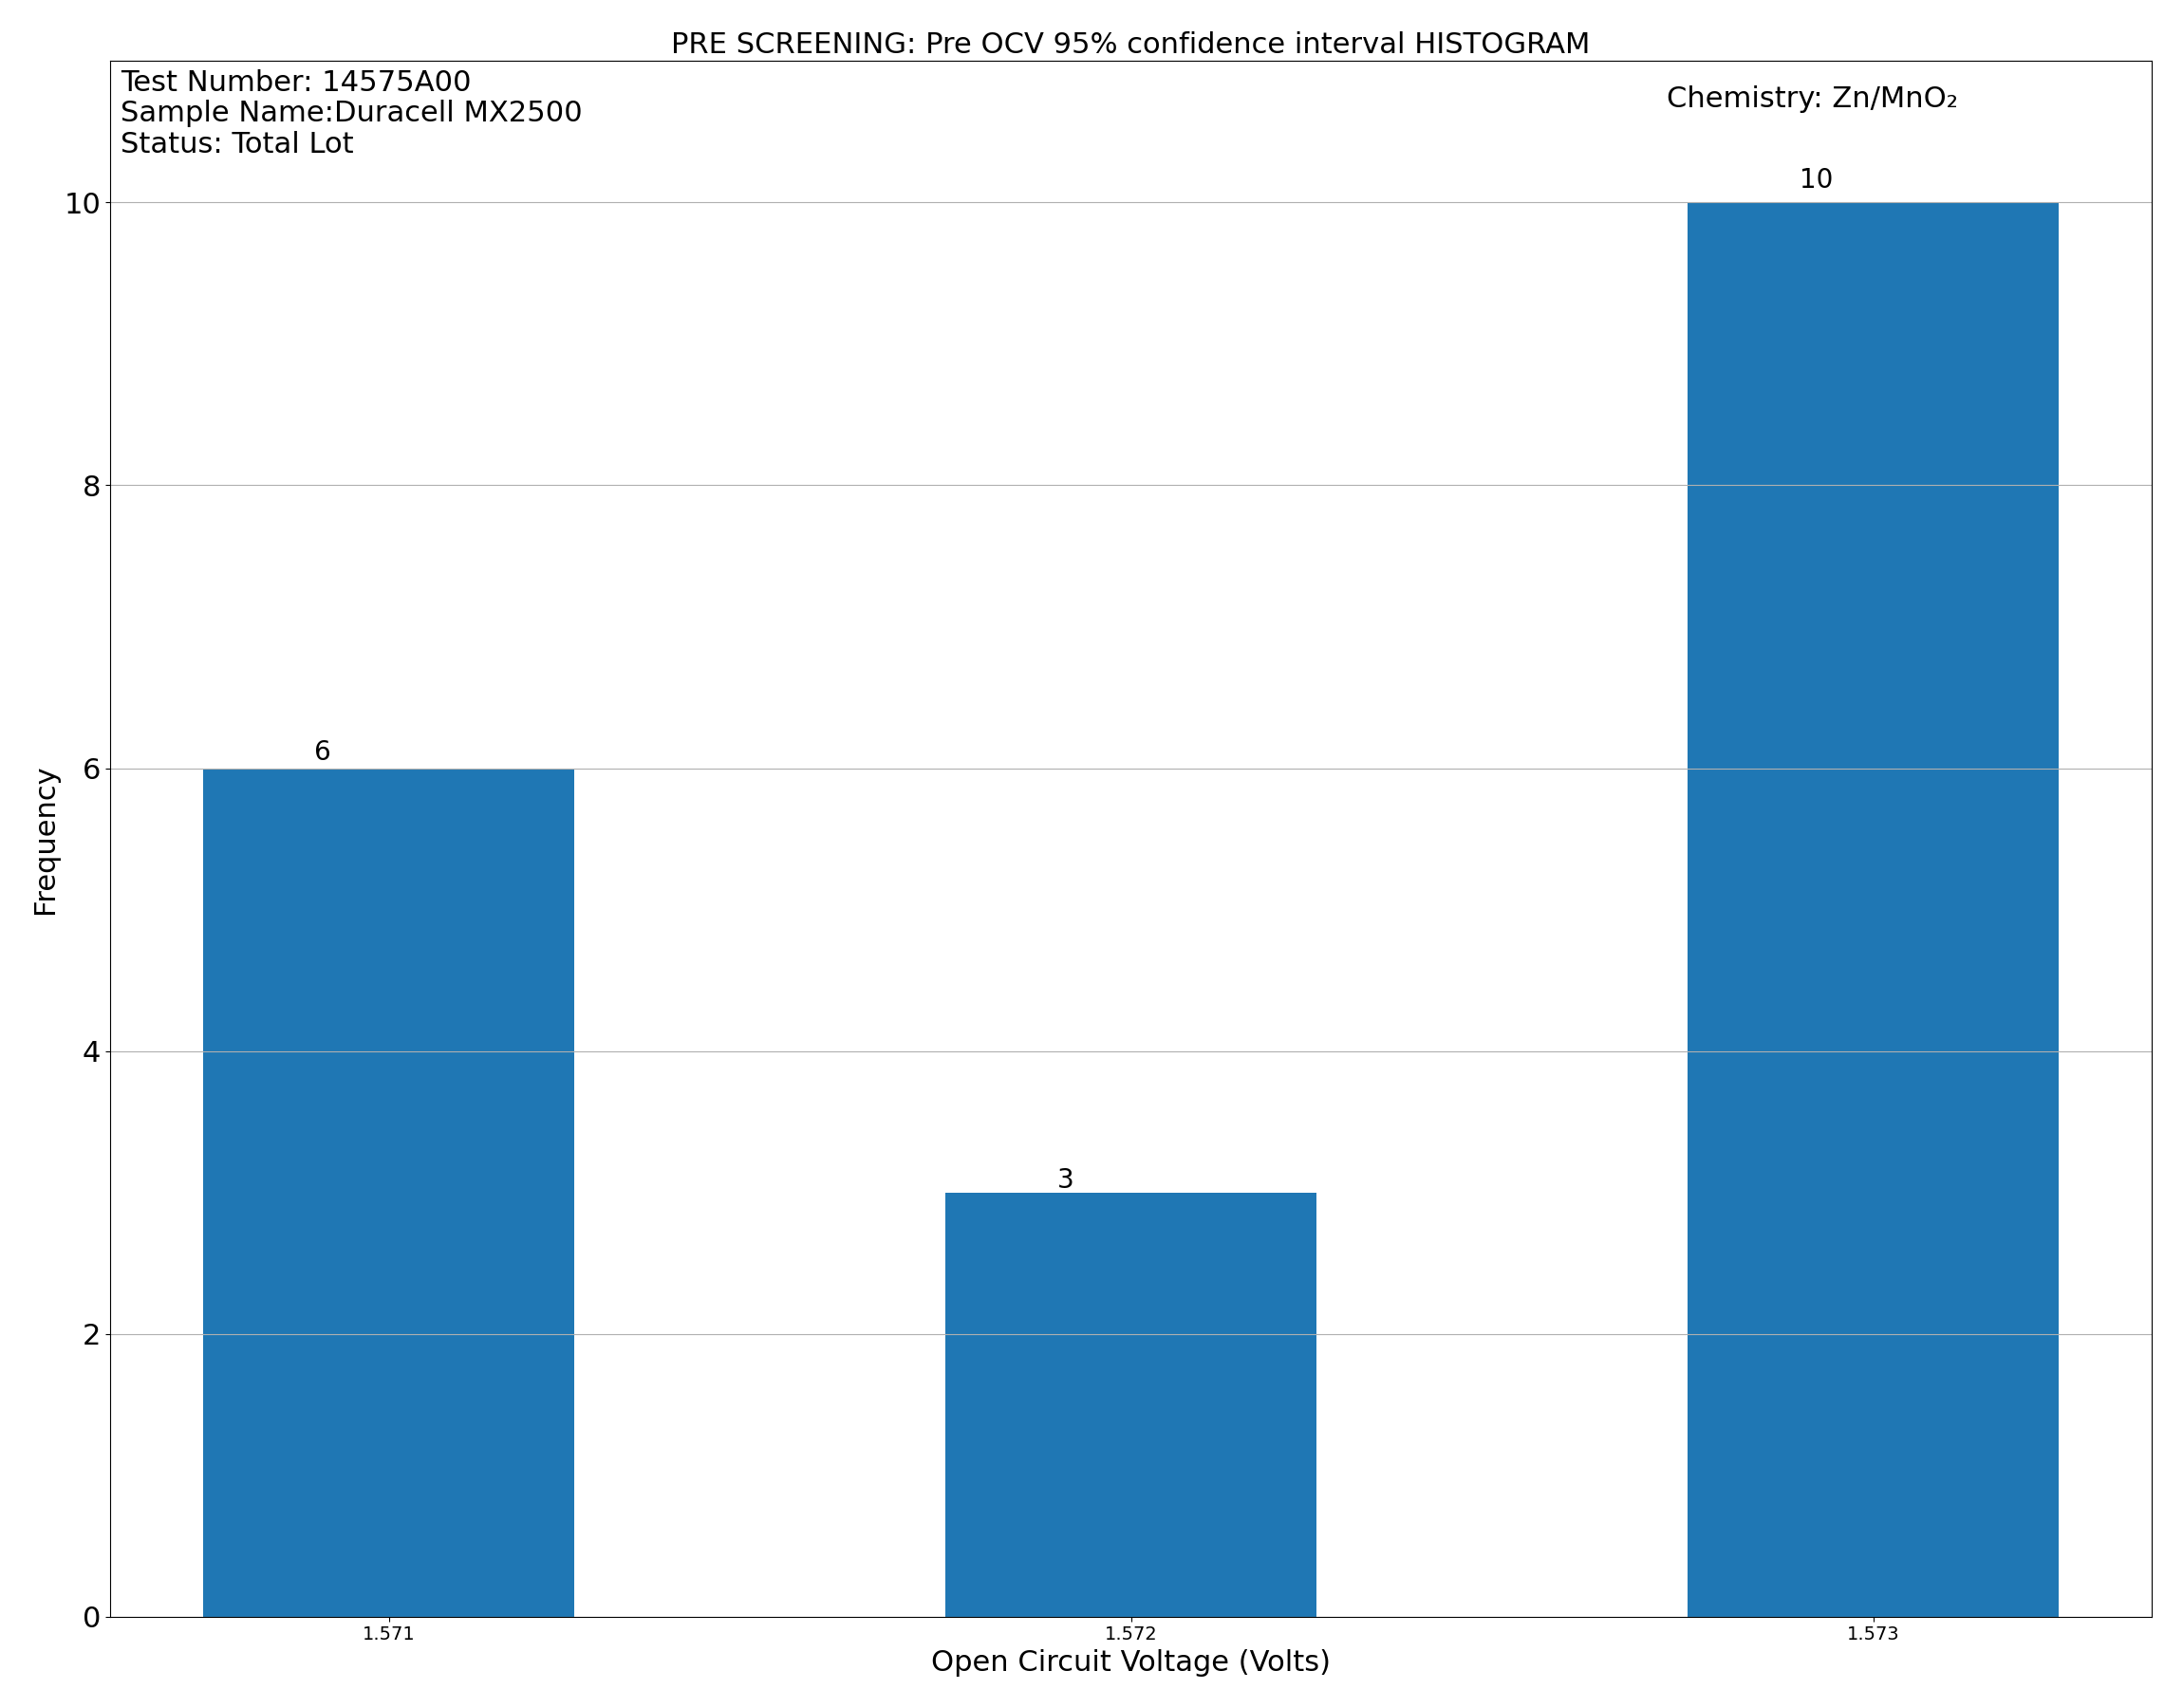 PRE SCREENING: Pre OCV 95% confidence interval HISTOGRAM
Test Number: 14575A00
Sample Name:Duracell MX2500
Status: Total Lot
Chemistry: Zn/MnO₂
10
10
8
6
6
4
3
2
0
Frequency
1.571
1.572
1.573
Open Circuit Voltage (Volts)